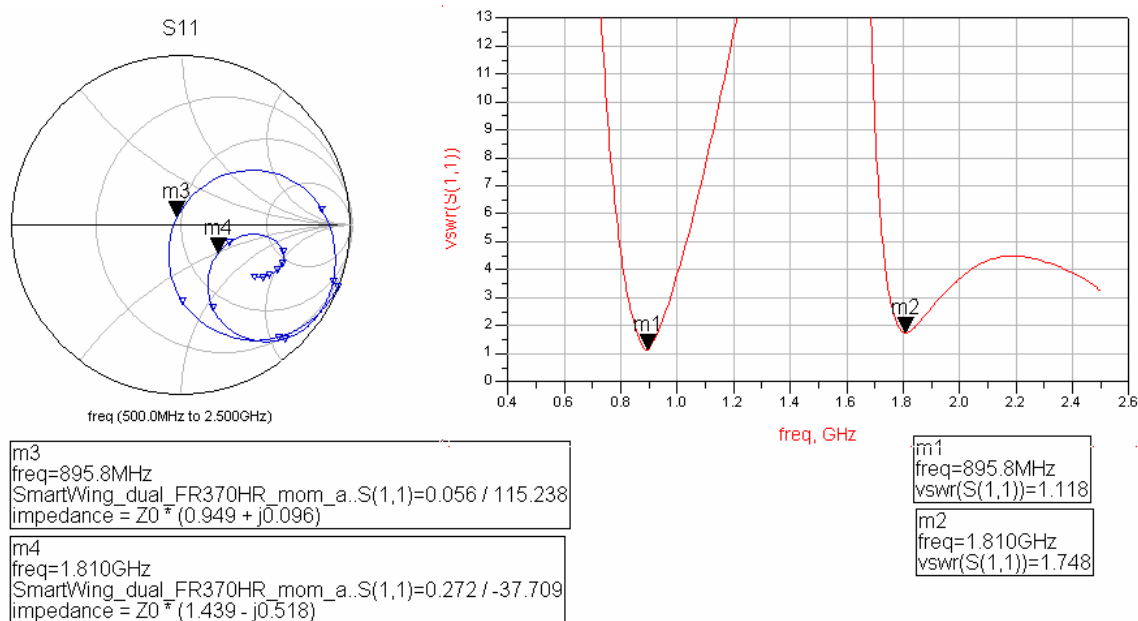 S11
m3
m4
freq (500.0MHz to 2.500GHz)
13
12
11
10
9
8
7
6
5
4
3
2
1
0
vswr(S(1,1))
m1
m2
0.4 0.6 0.8 1.0 1.2 1.4 1.6 1.8 2.0 2.2 2.4 2.6
freq, GHz
m3
freq=895.8MHz
SmartWing_dual_FR370HR_mom_a..S(1,1)=0.056 / 115.238
impedance = Z0 * (0.949 + j0.096)
m4
freq=1.810GHz
SmartWing_dual_FR370HR_mom_a..S(1,1)=0.272 / -37.709
impedance = Z0 * (1.439 - j0.518)
m1
freq=895.8MHz
vswr(S(1,1))=1.118
m2
freq=1.810GHz
vswr(S(1,1))=1.748